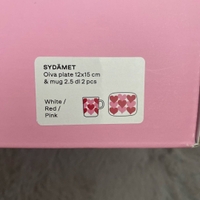 SYDÄMET
Oiva plate 12x15 cm
& mug 2.5 dl 2 pcs
White /
Red /
Pink